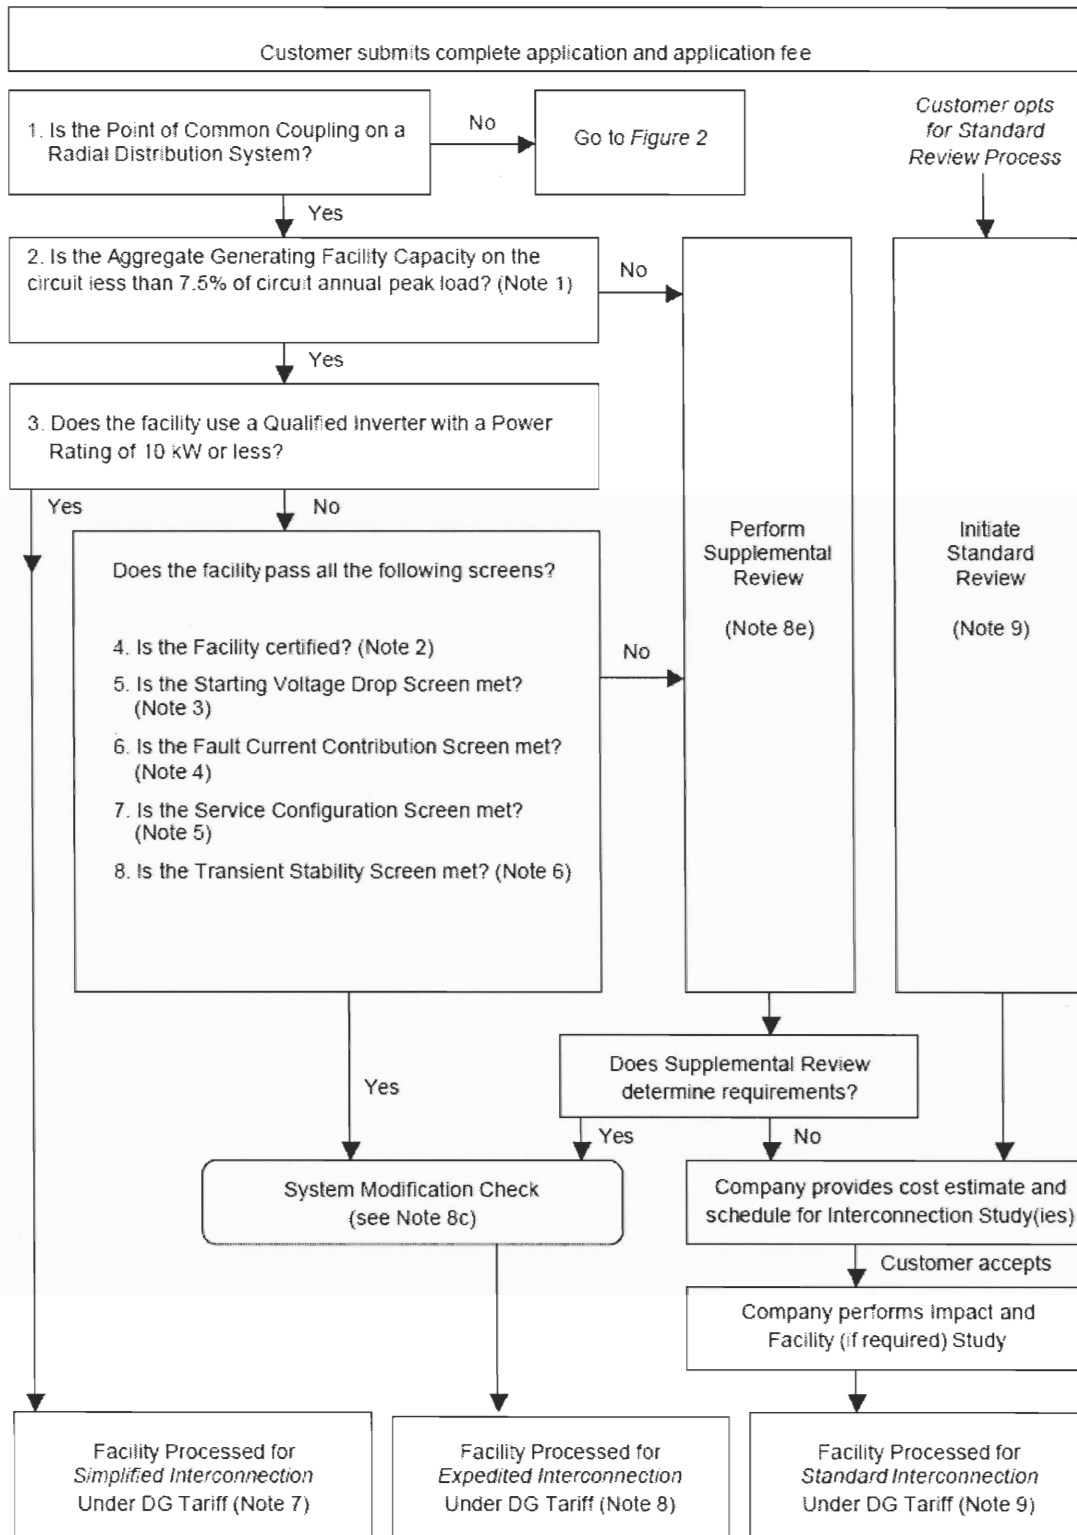 Customer submits complete application and application fee
1. Is the Point of Common Coupling on a
Radial Distribution System?
No
Go to Figure 2
Customer opts
for Standard
Review Process
Yes
2. Is the Aggregate Generating Facility Capacity on the
circuit less than 7.5% of circuit annual peak load? (Note 1)
No
Yes
3. Does the facility use a Qualified Inverter with a Power
Rating of 10 kW or less?
Yes
No
Does the facility pass all the following screens?
4. Is the Facility certified? (Note 2)
5. Is the Starting Voltage Drop Screen met?
(Note 3)
6. Is the Fault Current Contribution Screen met?
(Note 4)
7. Is the Service Configuration Screen met?
(Note 5)
8. Is the Transient Stability Screen met? (Note 6)
No
Perform
Supplemental
Review
(Note 8e)
Initiate
Standard
Review
(Note 9)
Does Supplemental Review
determine requirements?
Yes
Yes
No
System Modification Check
(see Note 8c)
Company provides cost estimate and
schedule for Interconnection Study(ies)
Customer accepts
Company performs Impact and
Facility (if required) Study
Facility Processed for
Simplified Interconnection
Under DG Tariff (Note 7)
Facility Processed for
Expedited Interconnection
Under DG Tariff (Note 8)
Facility Processed for
Standard Interconnection
Under DG Tariff (Note 9)